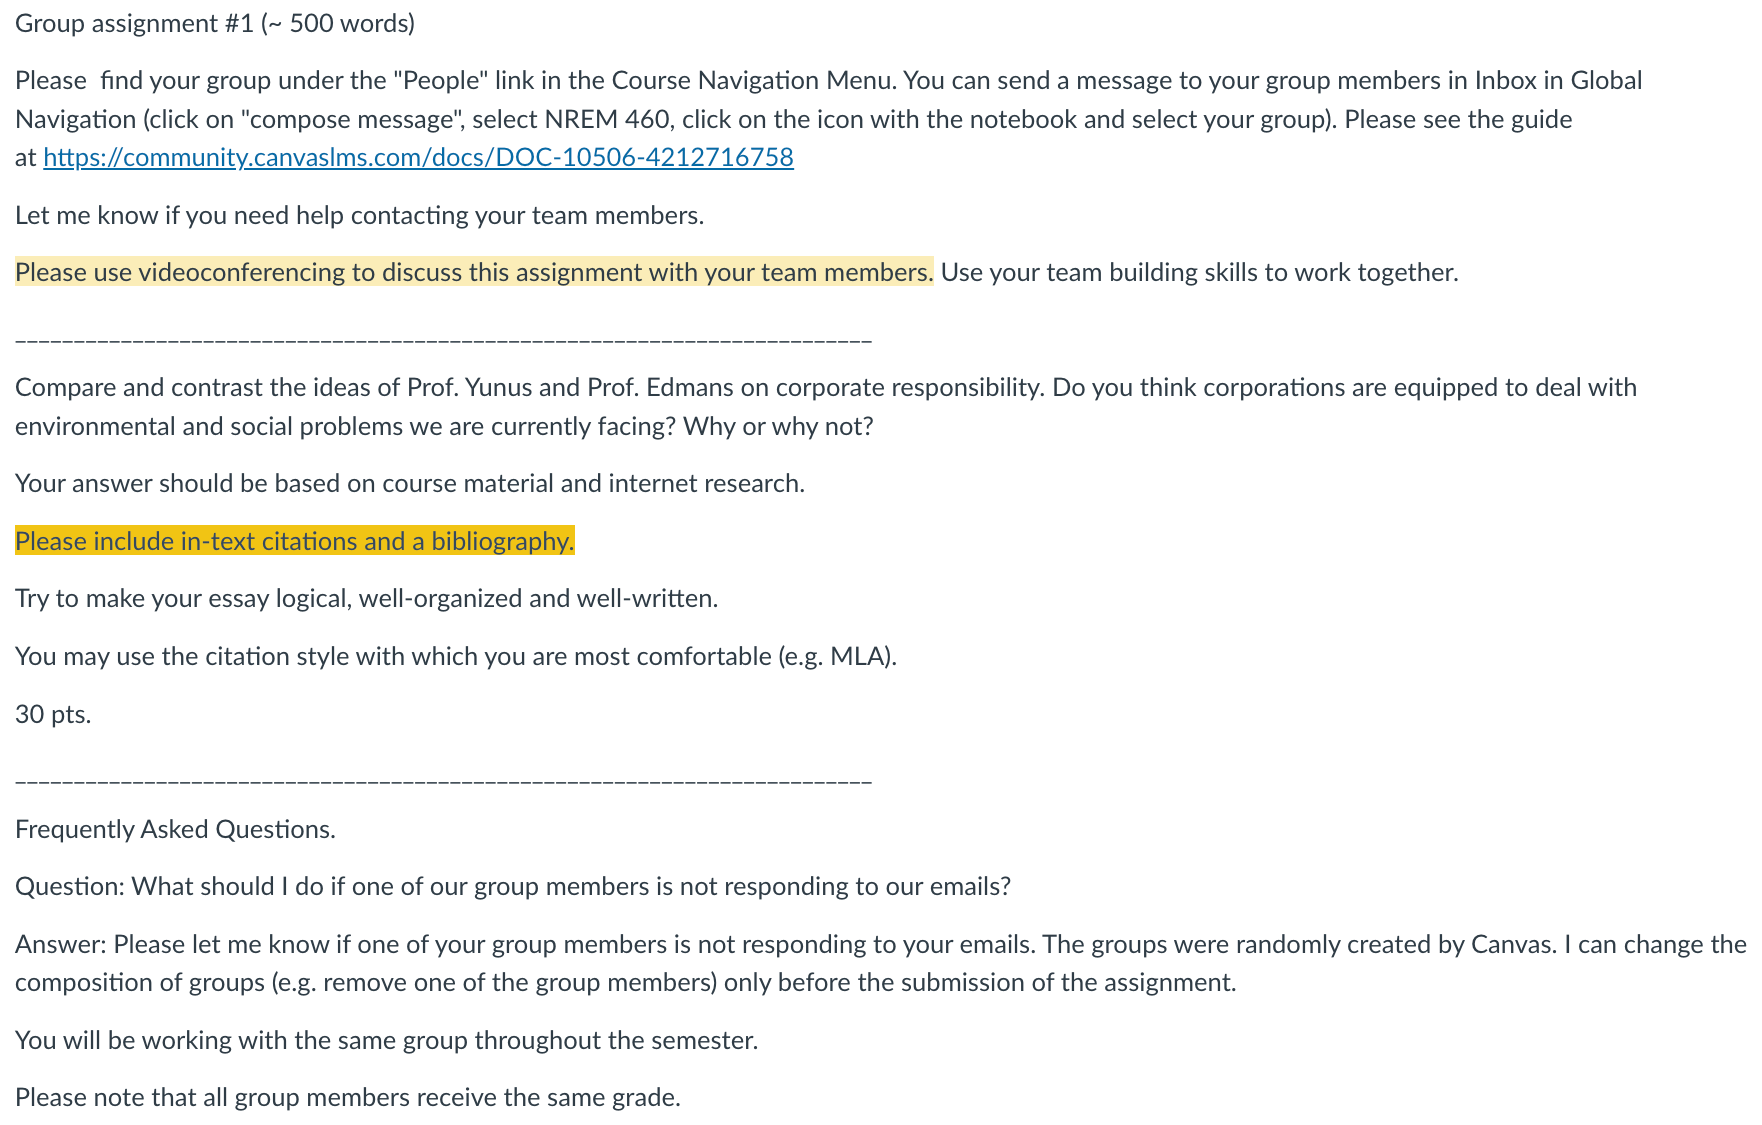 Group assignment #1 (~ 500 words)
Please  find your group under the "People" link in the Course Navigation Menu. You can send a message to your group members in Inbox in Global
Navigation (click on "compose message", select NREM 460, click on the icon with the notebook and select your group). Please see the guide
at https://community.canvaslms.com/docs/DOC-10506-4212716758
Let me know if you need help contacting your team members.
Please use videoconferencing to discuss this assignment with your team members. Use your team building skills to work together.
_________________________________________________________________________
Compare and contrast the ideas of Prof. Yunus and Prof. Edmans on corporate responsibility. Do you think corporations are equipped to deal with
environmental and social problems we are currently facing? Why or why not?
Your answer should be based on course material and internet research.
Please include in-text citations and a bibliography.
Try to make your essay logical, well-organized and well-written.
You may use the citation style with which you are most comfortable (e.g. MLA).
30 pts.
_________________________________________________________________________
Frequently Asked Questions.
Question: What should I do if one of our group members is not responding to our emails?
Answer: Please let me know if one of your group members is not responding to your emails. The groups were randomly created by Canvas. I can change the
composition of groups (e.g. remove one of the group members) only before the submission of the assignment.
You will be working with the same group throughout the semester.
Please note that all group members receive the same grade.